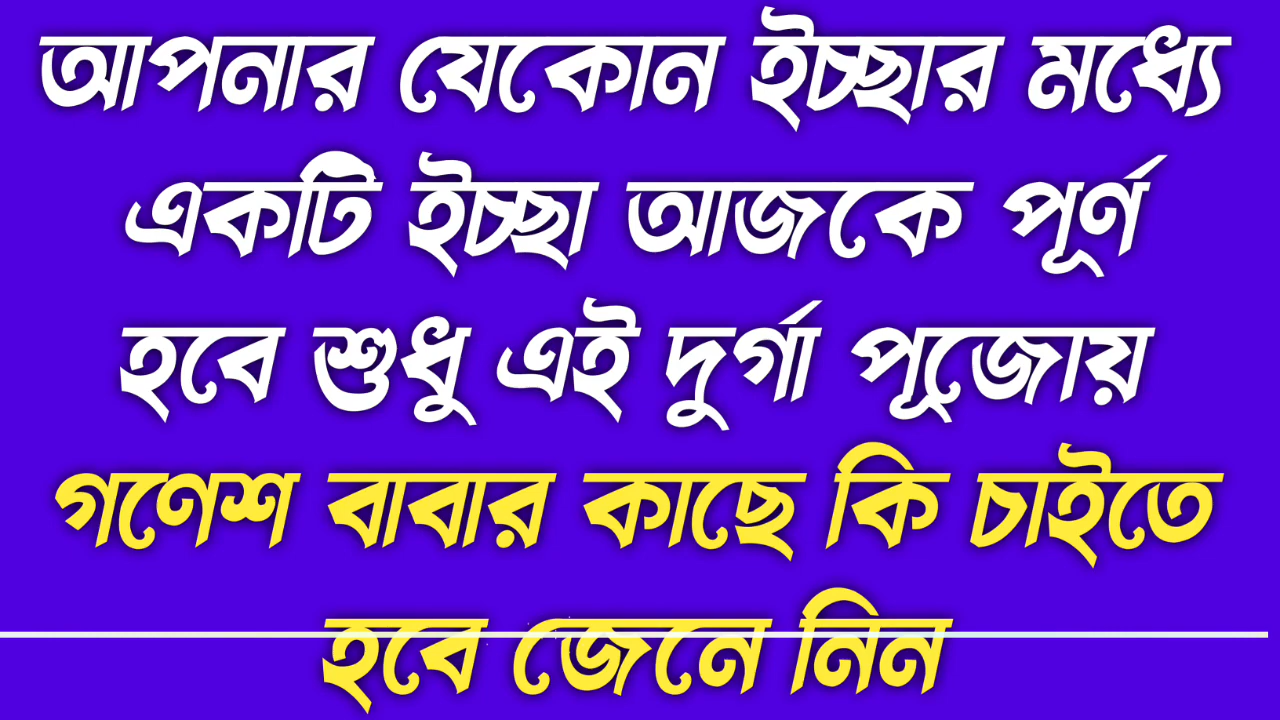 আপনার যেকোন ইচ্ছার মধ্যে
একটি ইচ্ছা আজকে পূর্ণ
হবে শুধু এই দুর্গা পূজোয়
গণেশ বাবার কাছে কি চাইতে
হবে জেনে নিন